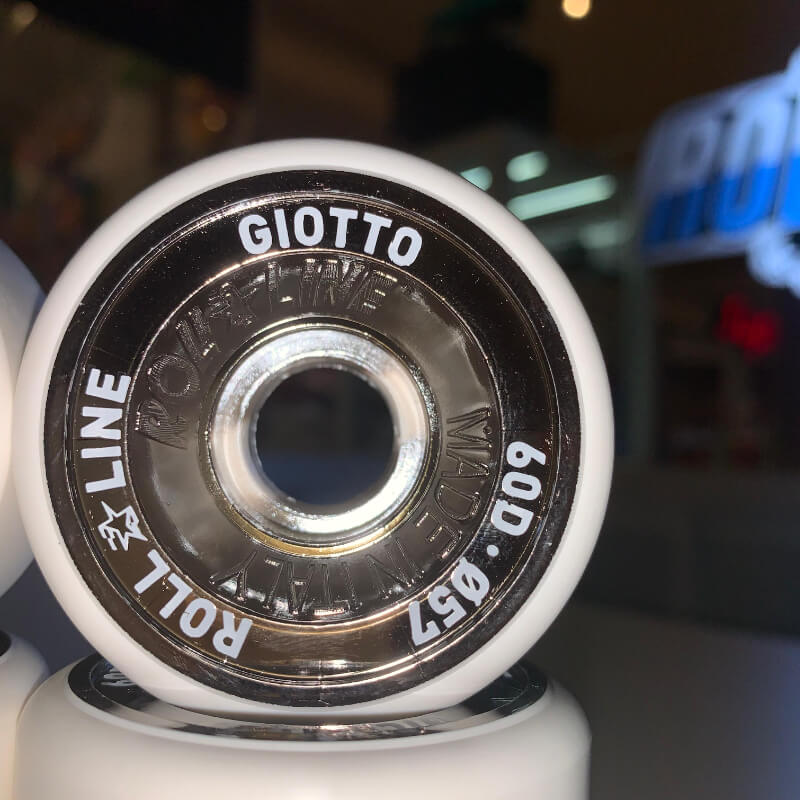 GIOTTO
ROLL LINE
60D · Ø57
ROLL LINE
MADE IN ITALY